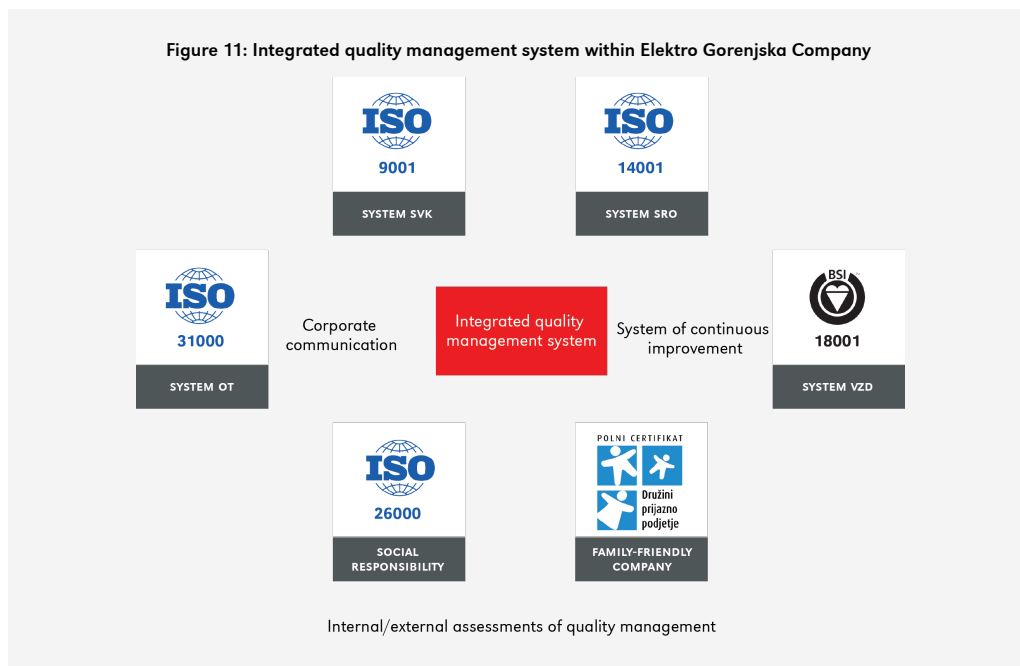 Figure 11: Integrated quality management system within Elektro Gorenjska Company
ISO
9001
SYSTEM SVK
ISO
14001
SYSTEM SRO
ISO
31000
SYSTEM OT
Corporate
communication
Integrated quality
management system
System of continuous
improvement
BSI
™
18001
SYSTEM VZD
ISO
26000
SOCIAL
RESPONSIBILITY
POLNI CERTIFIKAT
Družini
prijazno
podjetje
FAMILY-FRIENDLY
COMPANY
Internal/external assessments of quality management